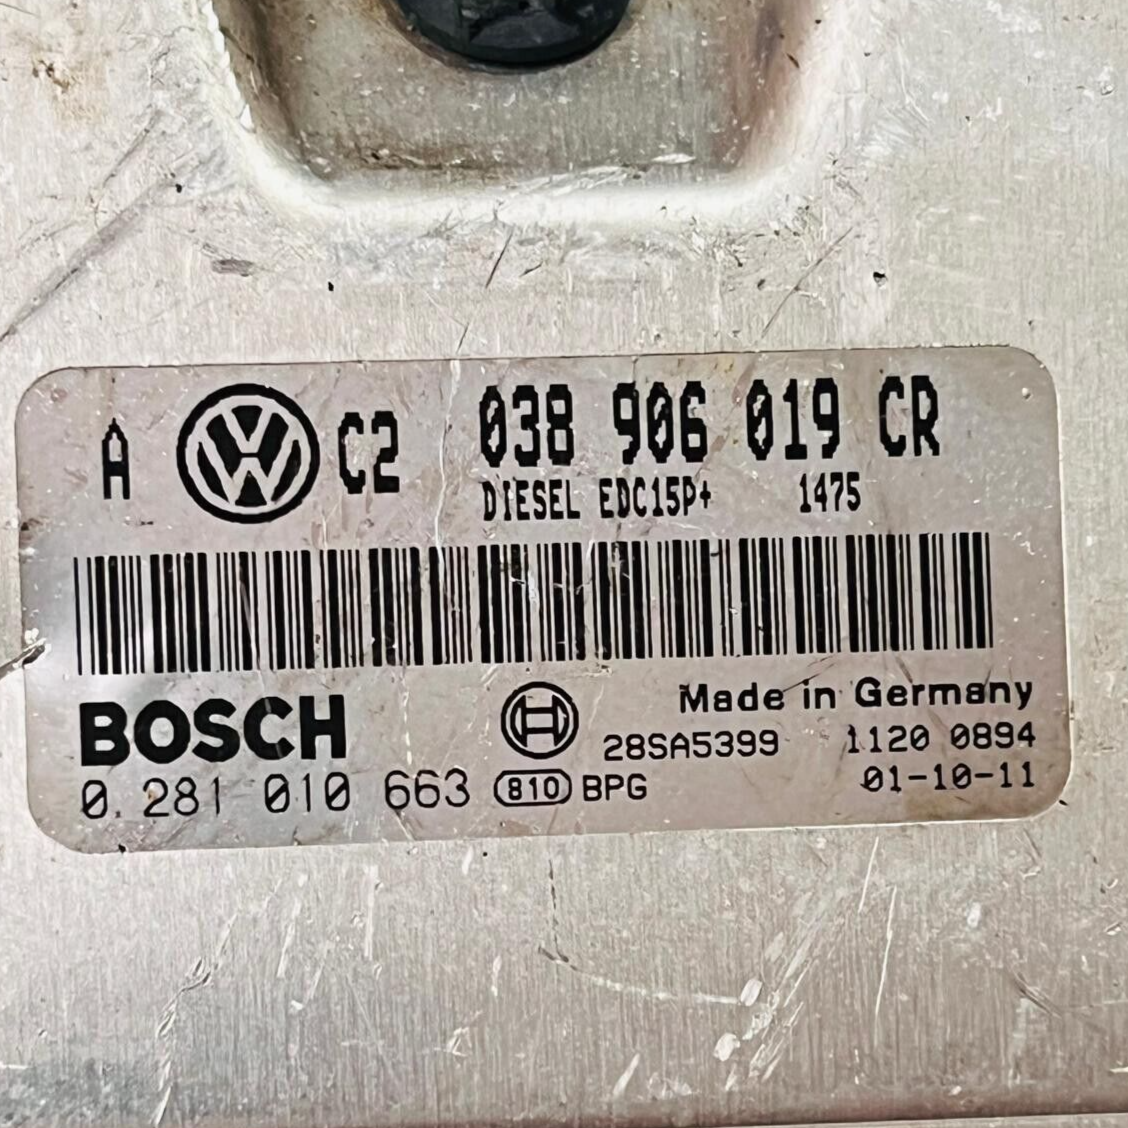 A VW C2 038 906 019 CR
DIESEL EDC15P+ 1475
BOSCH
Made in Germany
28SA5399 1120 0894
0 281 010 663 810 BPG 01-10-11